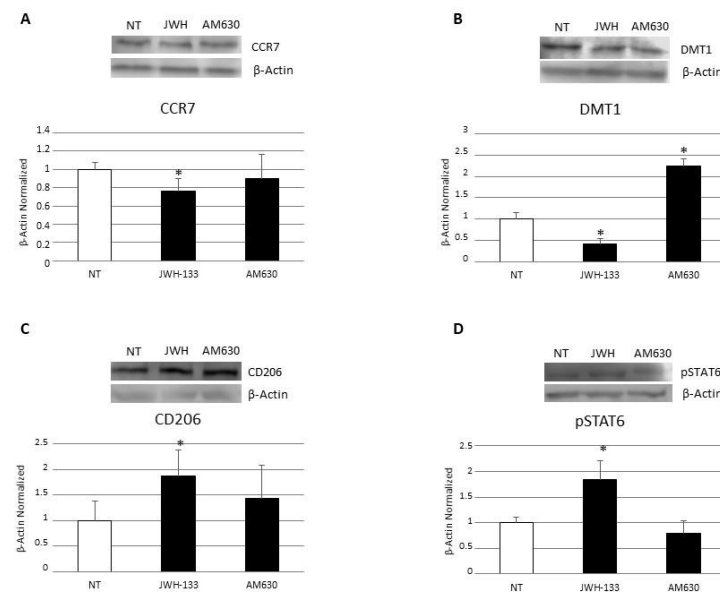 A
NT JWH AM630
CCR7
β-Actin
CCR7
β-Actin Normalized
1.4
1.2
1
0.8
0.6
0.4
0.2
0
*
NT JWH-133 AM630
B
NT JWH AM630
DMT1
β-Actin
DMT1
β-Actin Normalized
3
2.5
2
1.5
1
0.5
0
*
*
NT JWH-133 AM630
C
NT JWH AM630
CD206
β-Actin
CD206
β-Actin Normalized
2.5
2
1.5
1
0.5
0
*
NT JWH-133 AM630
D
NT JWH AM630
pSTAT6
β-Actin
pSTAT6
β-Actin Normalized
2.5
2
1.5
1
0.5
0
*
NT JWH-133 AM630